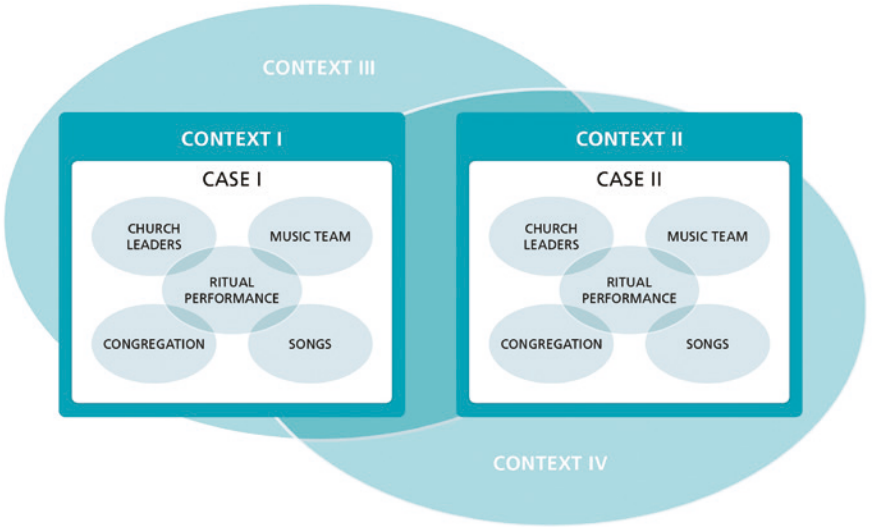 CONTEXT III
CONTEXT I
CASE I
CHURCH
LEADERS
MUSIC TEAM
RITUAL
PERFORMANCE
CONGREGATION
SONGS
CONTEXT II
CASE II
CHURCH
LEADERS
MUSIC TEAM
RITUAL
PERFORMANCE
CONGREGATION
SONGS
CONTEXT IV